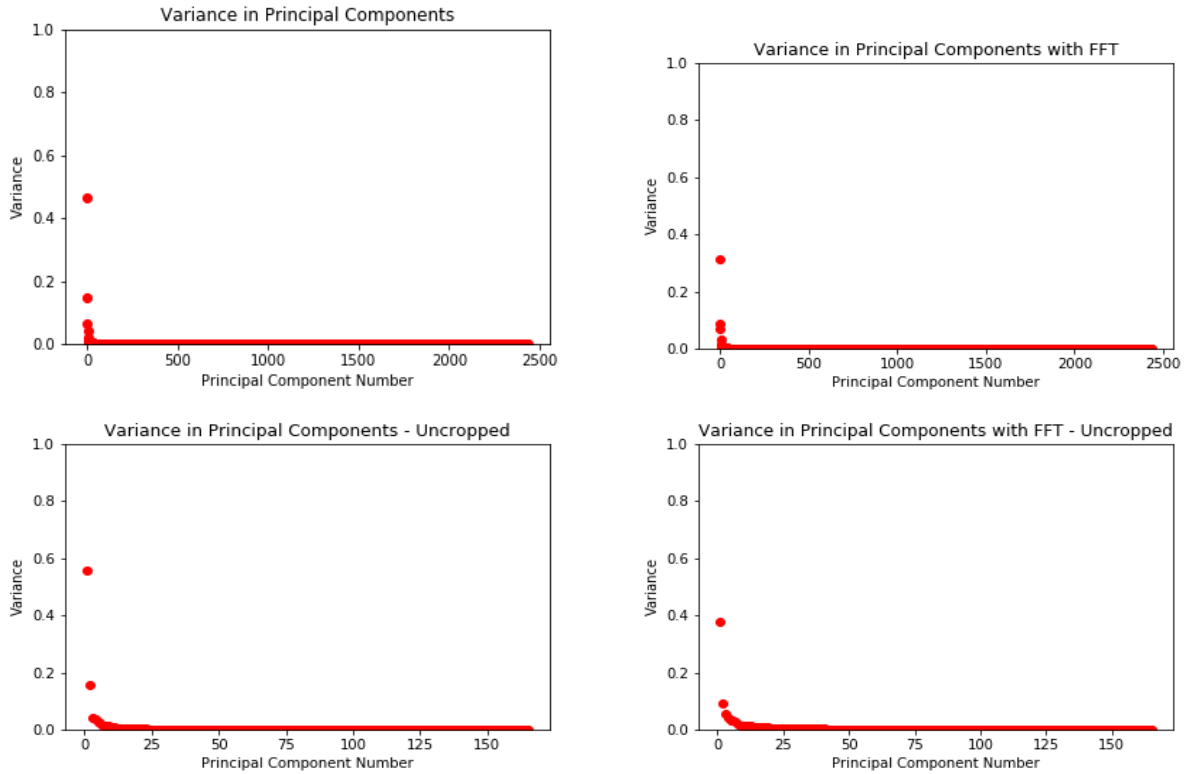 Variance in Principal Components
1.0
0.8
0.6
0.4
0.2
0.0
Variance
0 500 1000 1500 2000 2500
Principal Component Number
Variance in Principal Components with FFT
1.0
0.8
0.6
0.4
0.2
0.0
Variance
0 500 1000 1500 2000 2500
Principal Component Number
Variance in Principal Components - Uncropped
1.0
0.8
0.6
0.4
0.2
0.0
Variance
0 25 50 75 100 125 150
Principal Component Number
Variance in Principal Components with FFT - Uncropped
1.0
0.8
0.6
0.4
0.2
0.0
Variance
0 25 50 75 100 125 150
Principal Component Number